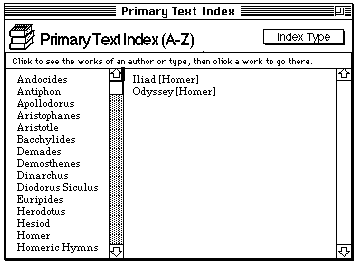 Primary Text Index
Primary Text Index (A-Z)
Index Type
Click to see the works of an author or type, then click a work to go there.
Andocides
Antiphon
Apollodorus
Aristophanes
Aristotle
Bacchylides
Demades
Demosthenes
Dinarchus
Diodorus Siculus
Euripides
Herodotus
Hesiod
Homer
Homeric Hymns
Iliad [Homer]
Odyssey [Homer]